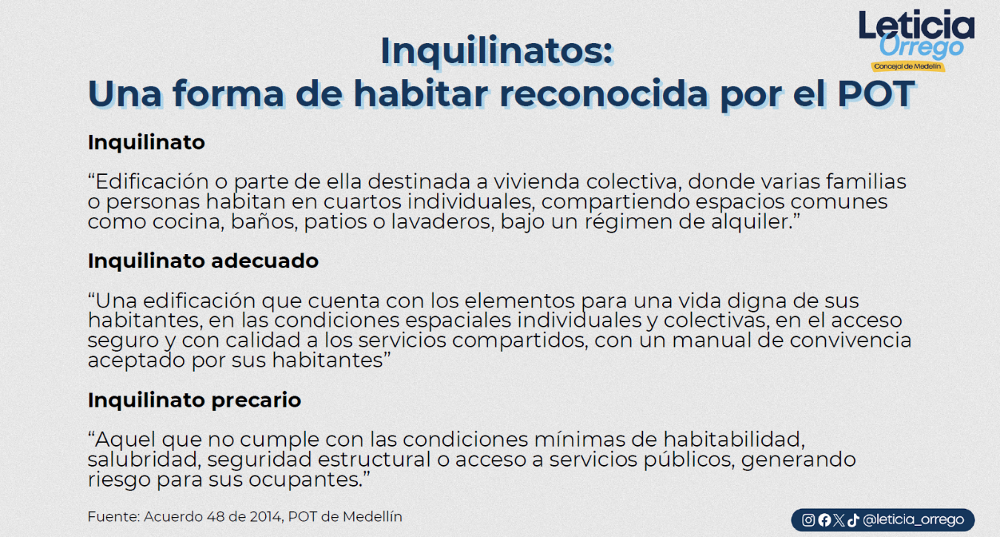 Leticia
Orrego
Concejal de Medellín
Inquilinatos:
Una forma de habitar reconocida por el POT
Inquilinato
“Edificación o parte de ella destinada a vivienda colectiva, donde varias familias
o personas habitan en cuartos individuales, compartiendo espacios comunes
como cocina, baños, patios o lavaderos, bajo un régimen de alquiler.”
Inquilinato adecuado
“Una edificación que cuenta con los elementos para una vida digna de sus
habitantes, en las condiciones espaciales individuales y colectivas, en el acceso
seguro y con calidad a los servicios compartidos, con un manual de convivencia
aceptado por sus habitantes”
Inquilinato precario
“Aquel que no cumple con las condiciones mínimas de habitabilidad,
salubridad, seguridad estructural o acceso a servicios públicos, generando
riesgo para sus ocupantes.”
Fuente: Acuerdo 48 de 2014, POT de Medellín
@leticia_orrego